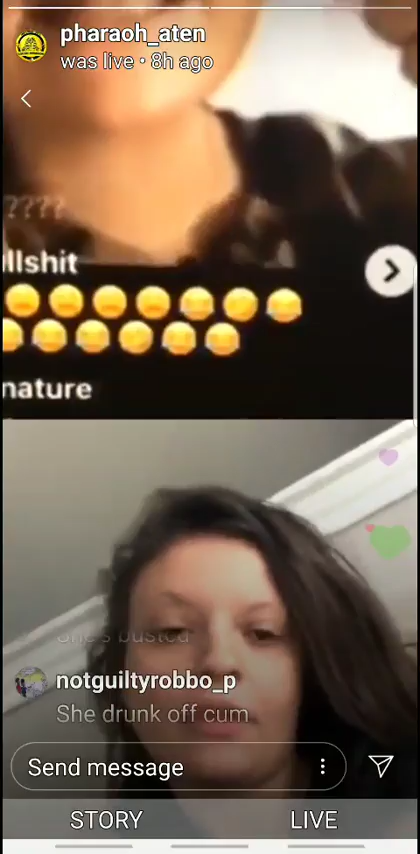 pharaoh_aten
was live • 8h ago
????
llshit
nature
She's busted
notguiltyrobbo_p
She drunk off cum
Send message
STORY LIVE